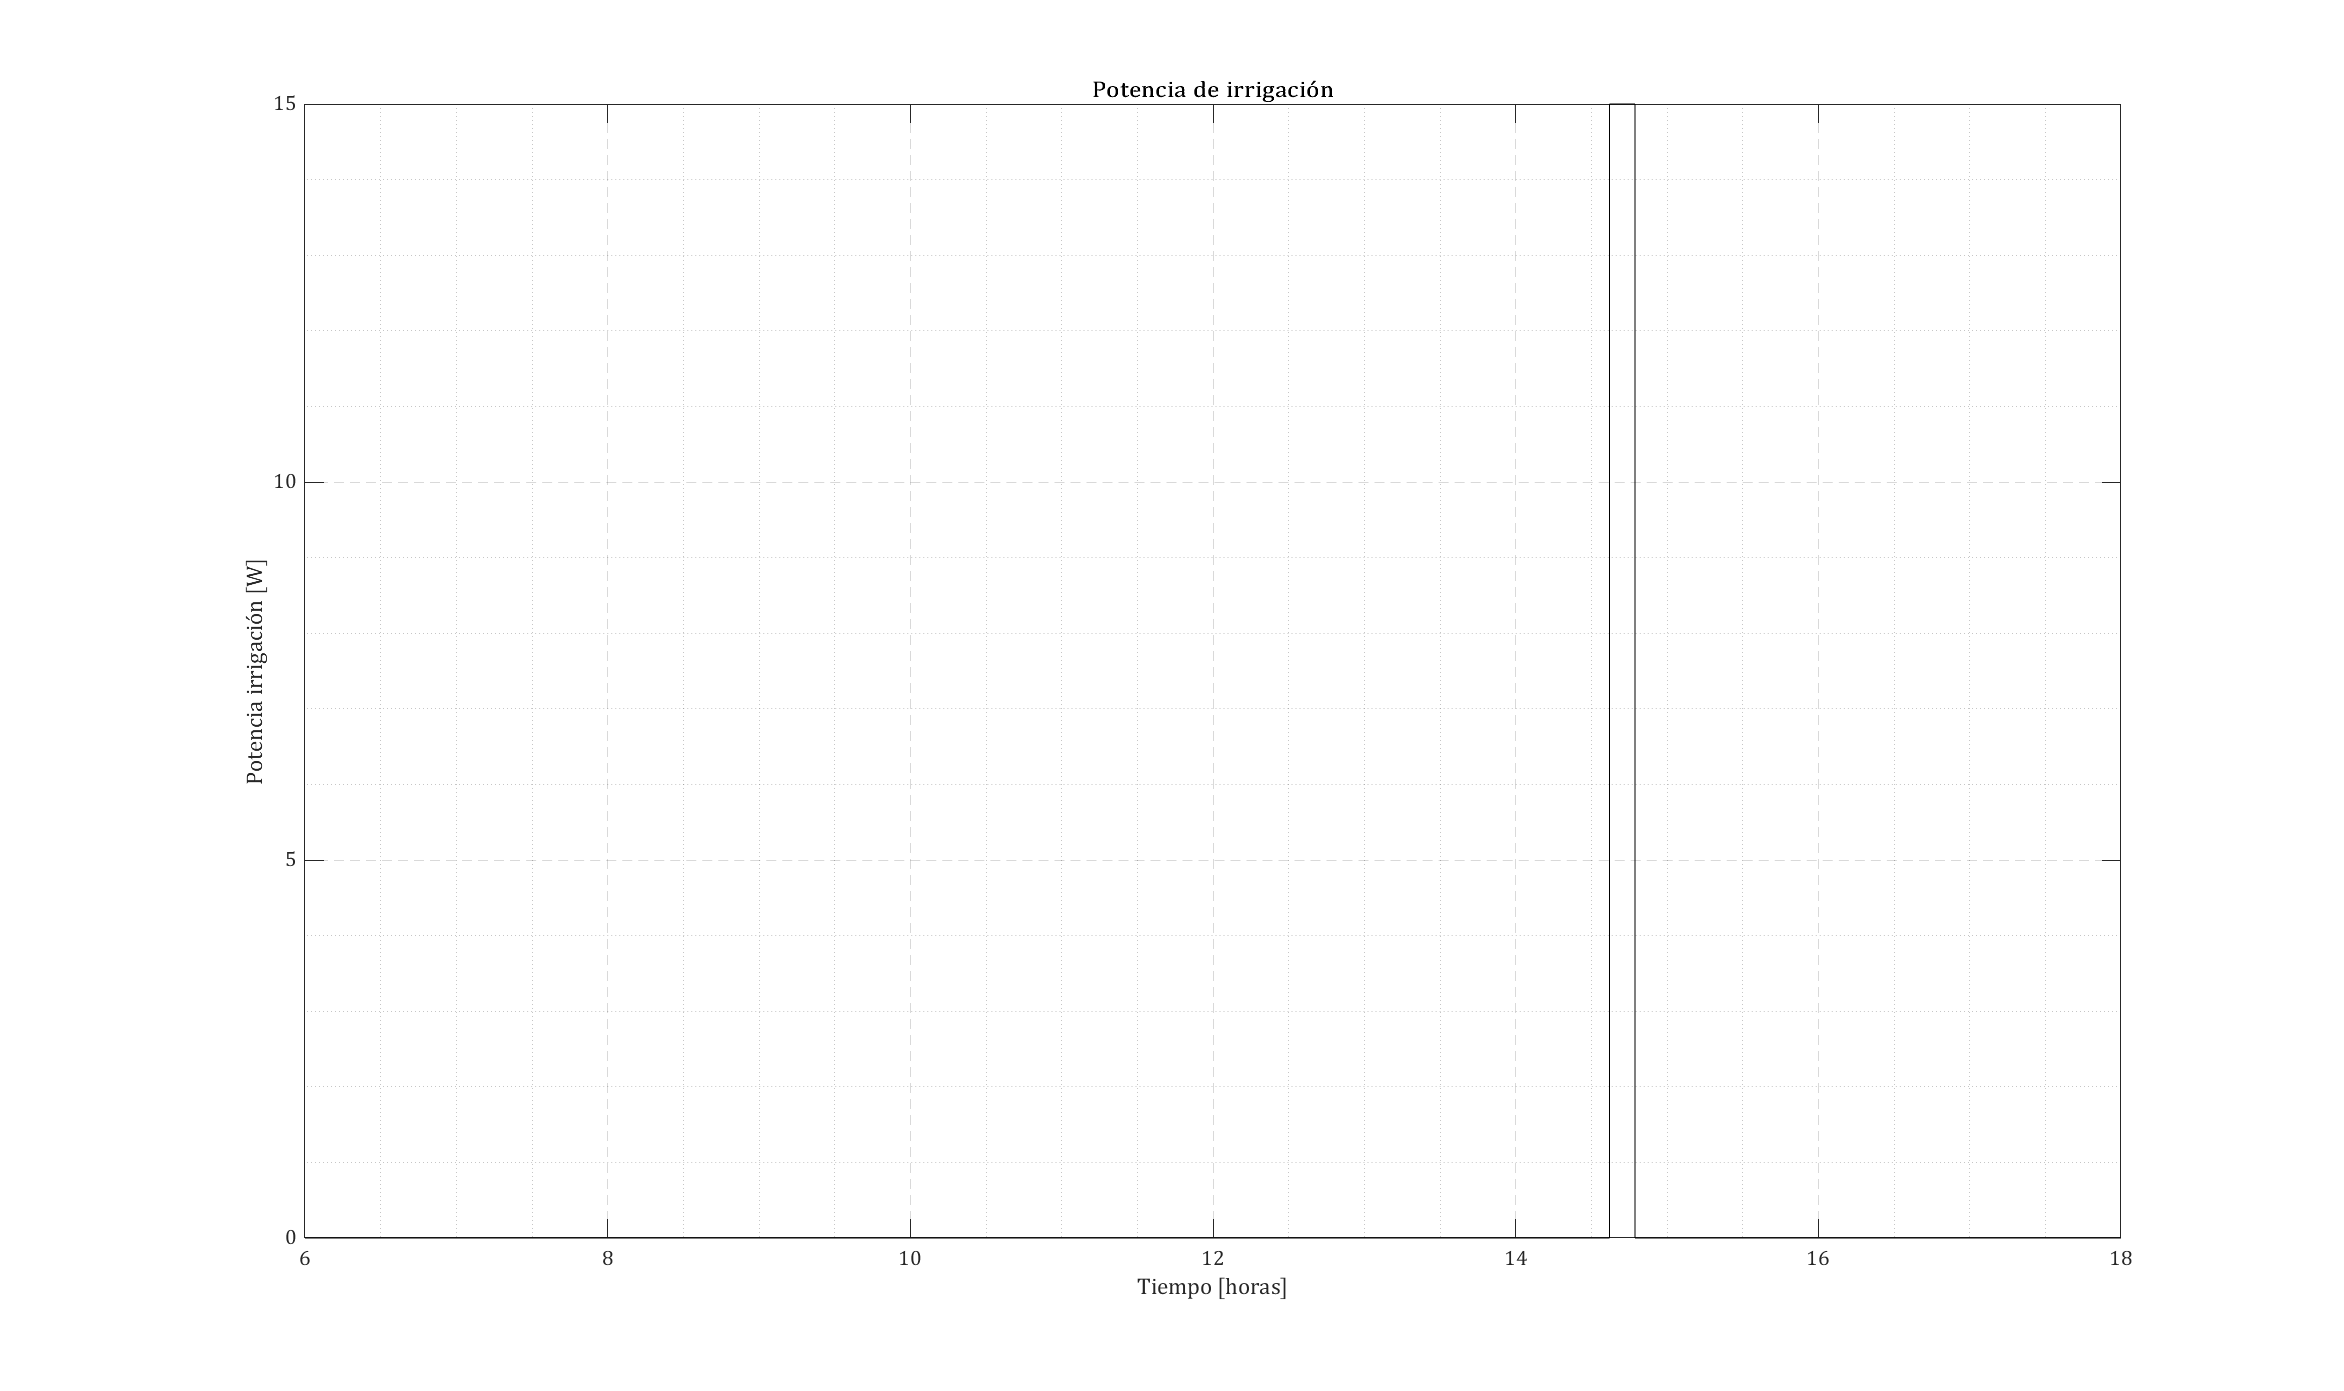 Potencia de irrigación
15
10
5
0
Potencia irrigación [W]
6 8 10 12 14 16 18
Tiempo [horas]